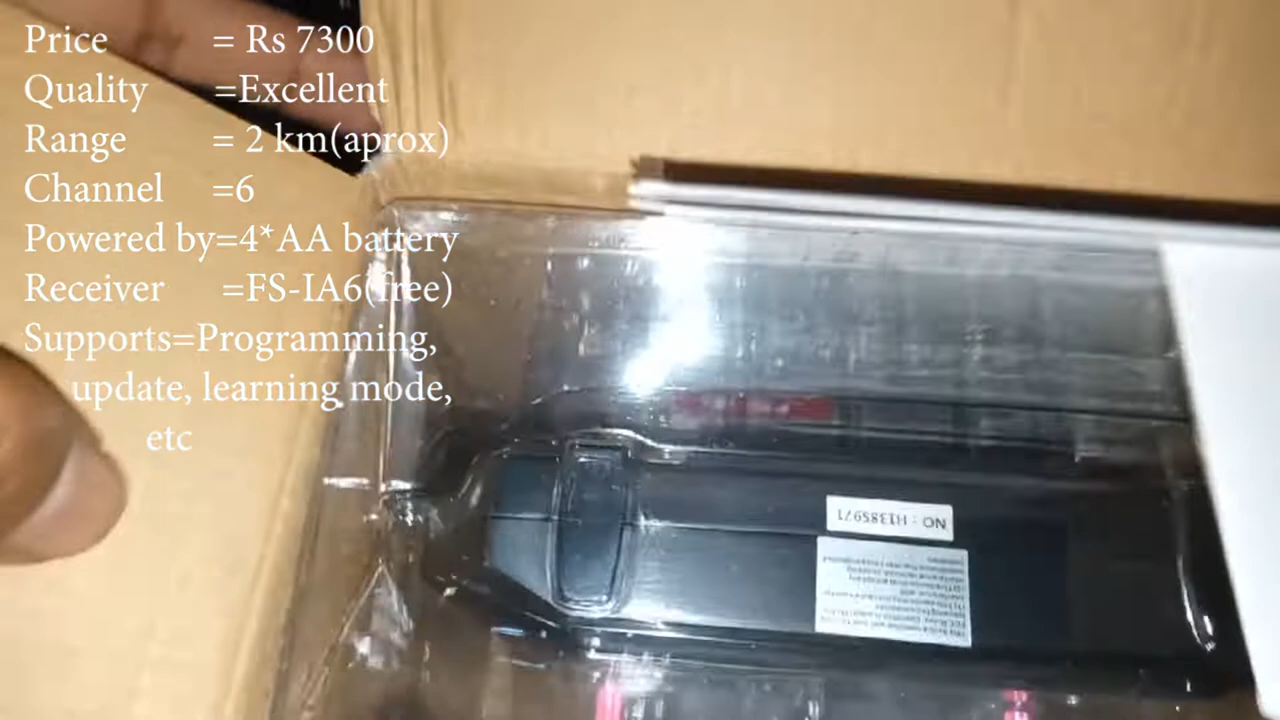 Price = Rs 7300
Quality =Excellent
Range = 2 km(aprox)
Channel =6
Powered by=4*AA battery
Receiver =FS-IA6(free)
Supports=Programming,
update, learning mode,
etc
NO : H1385971